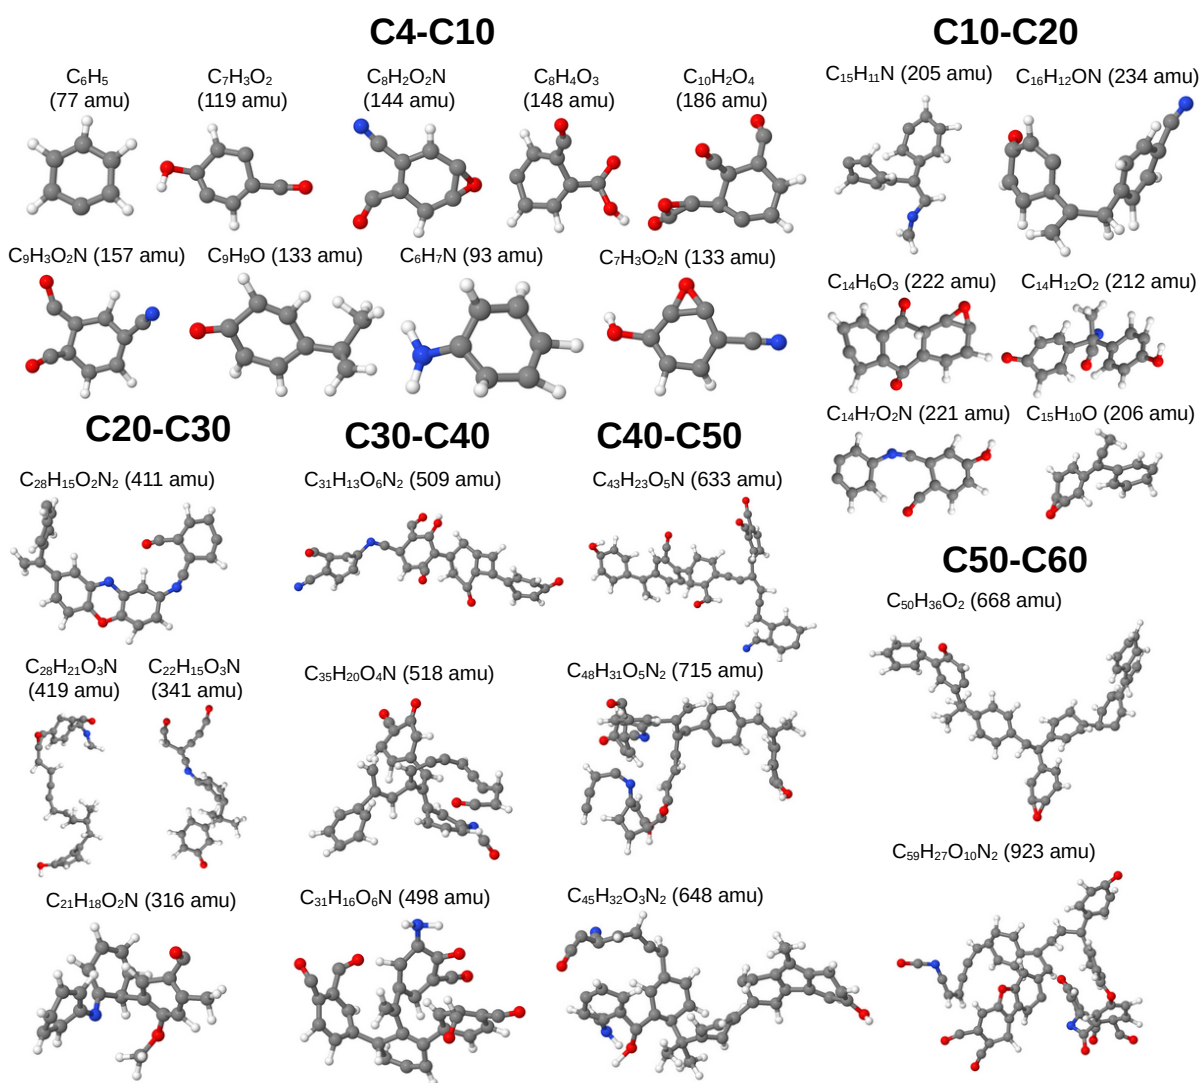 C4-C10
C₆H₅
(77 amu)
C₇H₃O₂
(119 amu)
C₈H₂O₂N
(144 amu)
C₈H₄O₃
(148 amu)
C₁₀H₂O₄
(186 amu)
C₉H₃O₂N (157 amu)
C₉H₉O (133 amu)
C₆H₇N (93 amu)
C₇H₃O₂N (133 amu)
C10-C20
C₁₅H₁₁N (205 amu)
C₁₆H₁₂ON (234 amu)
C₁₄H₆O₃ (222 amu)
C₁₄H₁₂O₂ (212 amu)
C₁₄H₇O₂N (221 amu)
C₁₅H₁₀O (206 amu)
C20-C30
C₂₈H₁₅O₂N₂ (411 amu)
C₂₈H₂₁O₃N
(419 amu)
C₂₂H₁₅O₃N
(341 amu)
C₂₁H₁₈O₂N (316 amu)
C30-C40
C₃₁H₁₃O₆N₂ (509 amu)
C₃₅H₂₀O₄N (518 amu)
C₃₁H₁₆O₆N (498 amu)
C40-C50
C₄₃H₂₃O₅N (633 amu)
C₄₈H₃₁O₅N₂ (715 amu)
C₄₅H₃₂O₃N₂ (648 amu)
C50-C60
C₅₀H₃₆O₂ (668 amu)
C₅₉H₂₇O₁₀N₂ (923 amu)